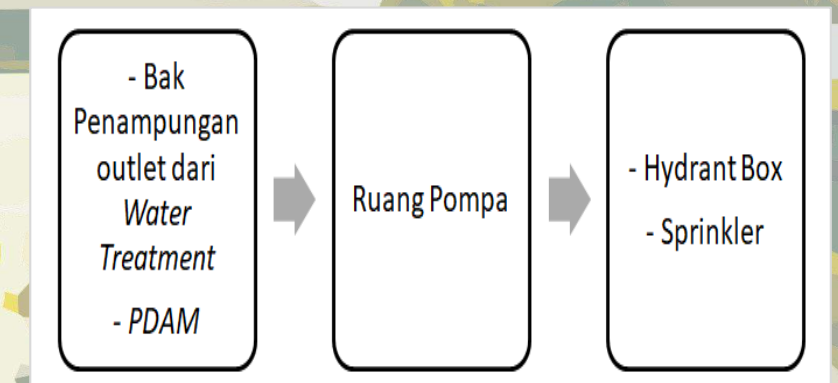 - Bak
Penampungan
outlet dari
Water
Treatment
- PDAM
Ruang Pompa
- Hydrant Box
- Sprinkler